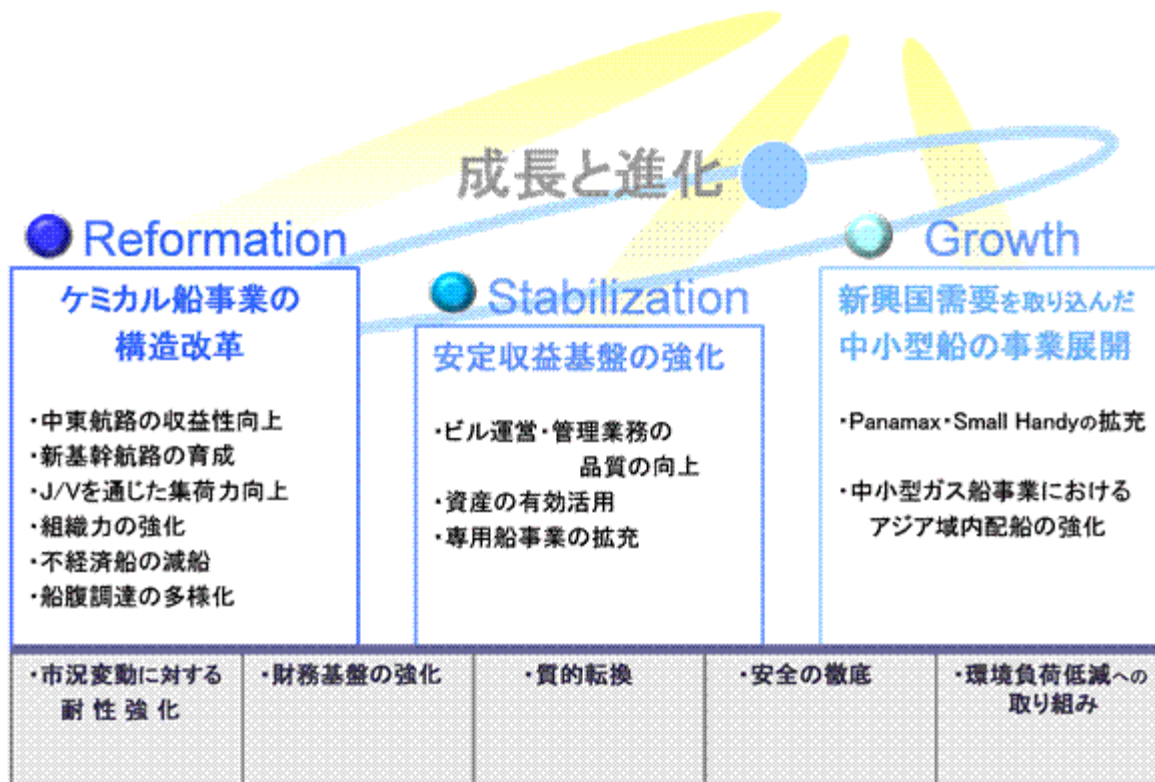 成長と進化
Reformation
ケミカル船事業の
構造改革
・中東航路の収益性向上
・新基幹航路の育成
・J/Vを通じた集荷力向上
・組織力の強化
・不経済船の減船
・船腹調達の多様化
Stabilization
安定収益基盤の強化
・ビル運営・管理業務の
品質の向上
・資産の有効活用
・専用船事業の拡充
Growth
新興国需要を取り込んだ
中小型船の事業展開
・Panamax・Small Handyの拡充
・中小型ガス船事業における
アジア域内配船の強化
・市況変動に対する
耐性強化
・財務基盤の強化
・質的転換
・安全の徹底
・環境負荷低減への
取り組み